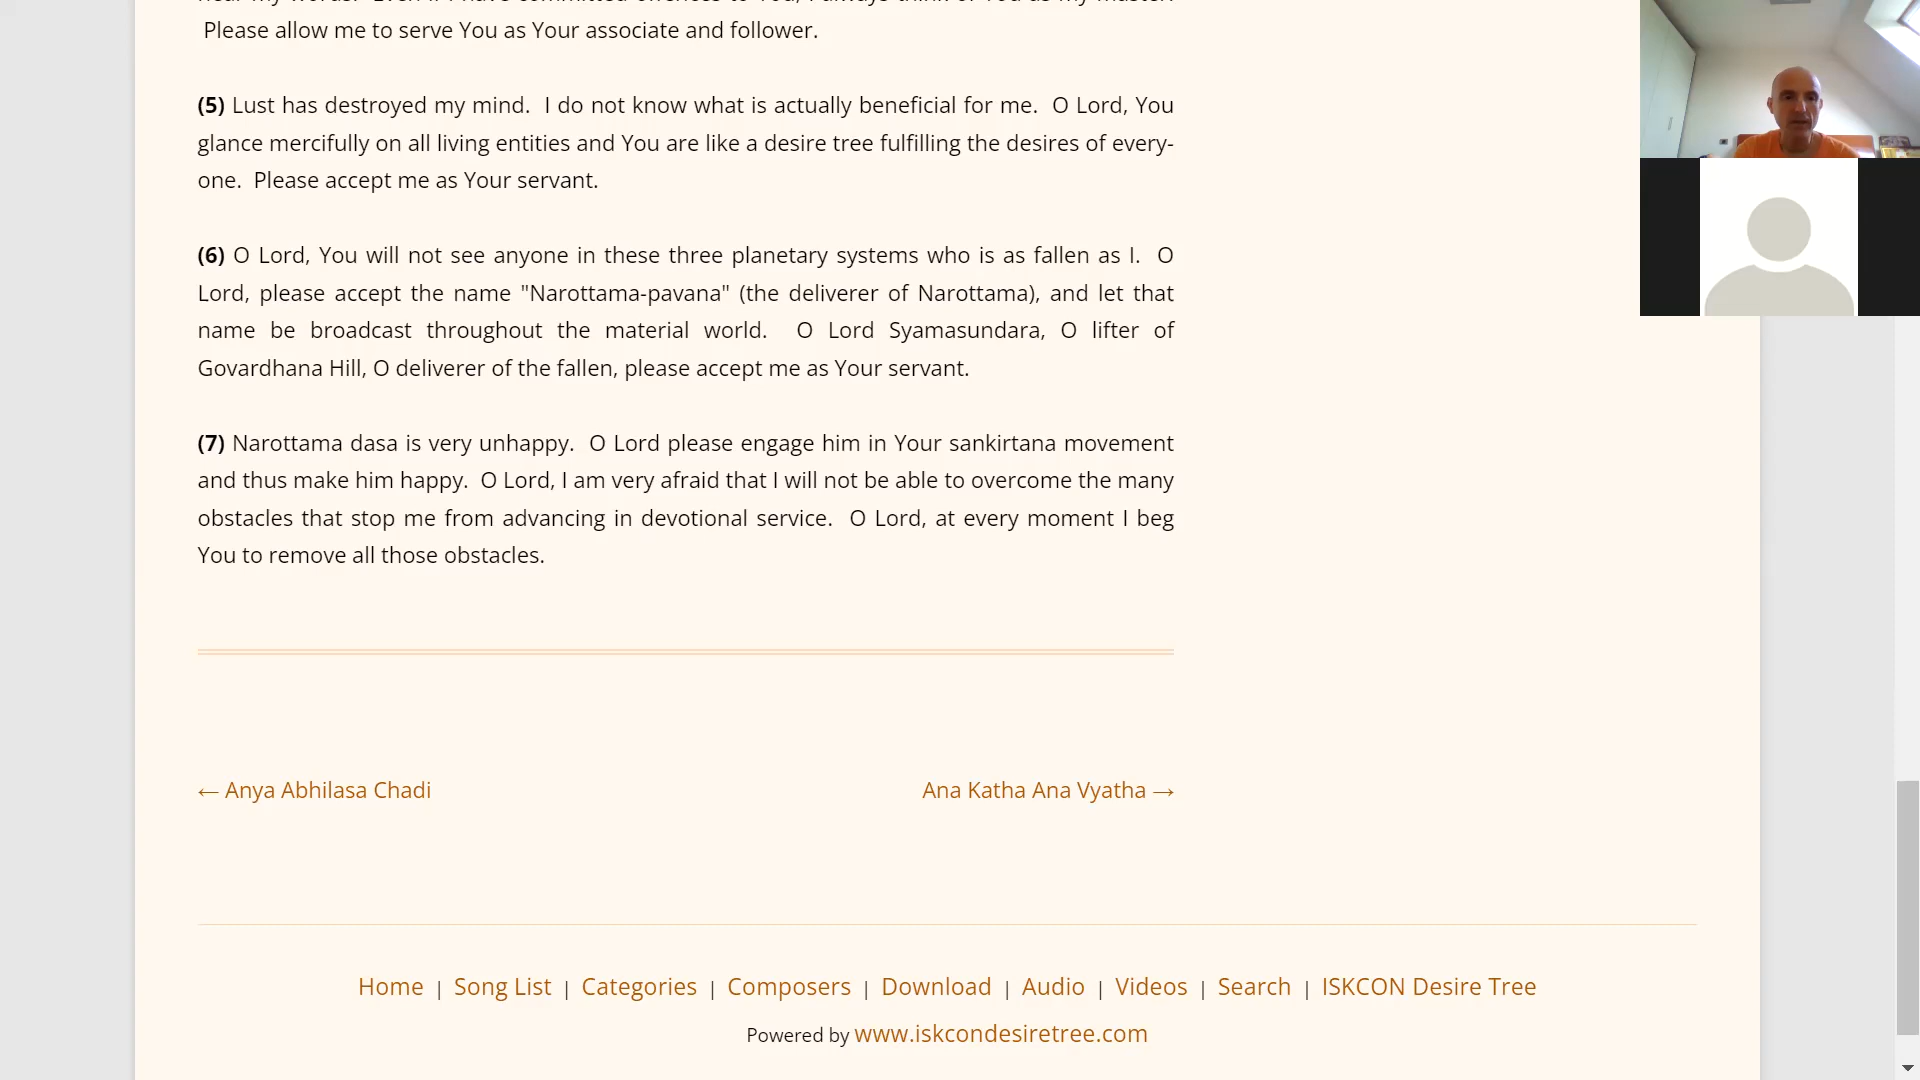 Please allow me to serve You as Your associate and follower.
(5) Lust has destroyed my mind. I do not know what is actually beneficial for me. O Lord, You
glance mercifully on all living entities and You are like a desire tree fulfilling the desires of every-
one. Please accept me as Your servant.
(6) O Lord, You will not see anyone in these three planetary systems who is as fallen as I. O
Lord, please accept the name "Narottama-pavana" (the deliverer of Narottama), and let that
name be broadcast throughout the material world. O Lord Syamasundara, O lifter of
Govardhana Hill, O deliverer of the fallen, please accept me as Your servant.
(7) Narottama dasa is very unhappy. O Lord please engage him in Your sankirtana movement
and thus make him happy. O Lord, I am very afraid that I will not be able to overcome the many
obstacles that stop me from advancing in devotional service. O Lord, at every moment I beg
You to remove all those obstacles.
← Anya Abhilasa Chadi
Ana Katha Ana Vyatha →
Home | Song List | Categories | Composers | Download | Audio | Videos | Search | ISKCON Desire Tree
Powered by www.iskcondesiretree.com